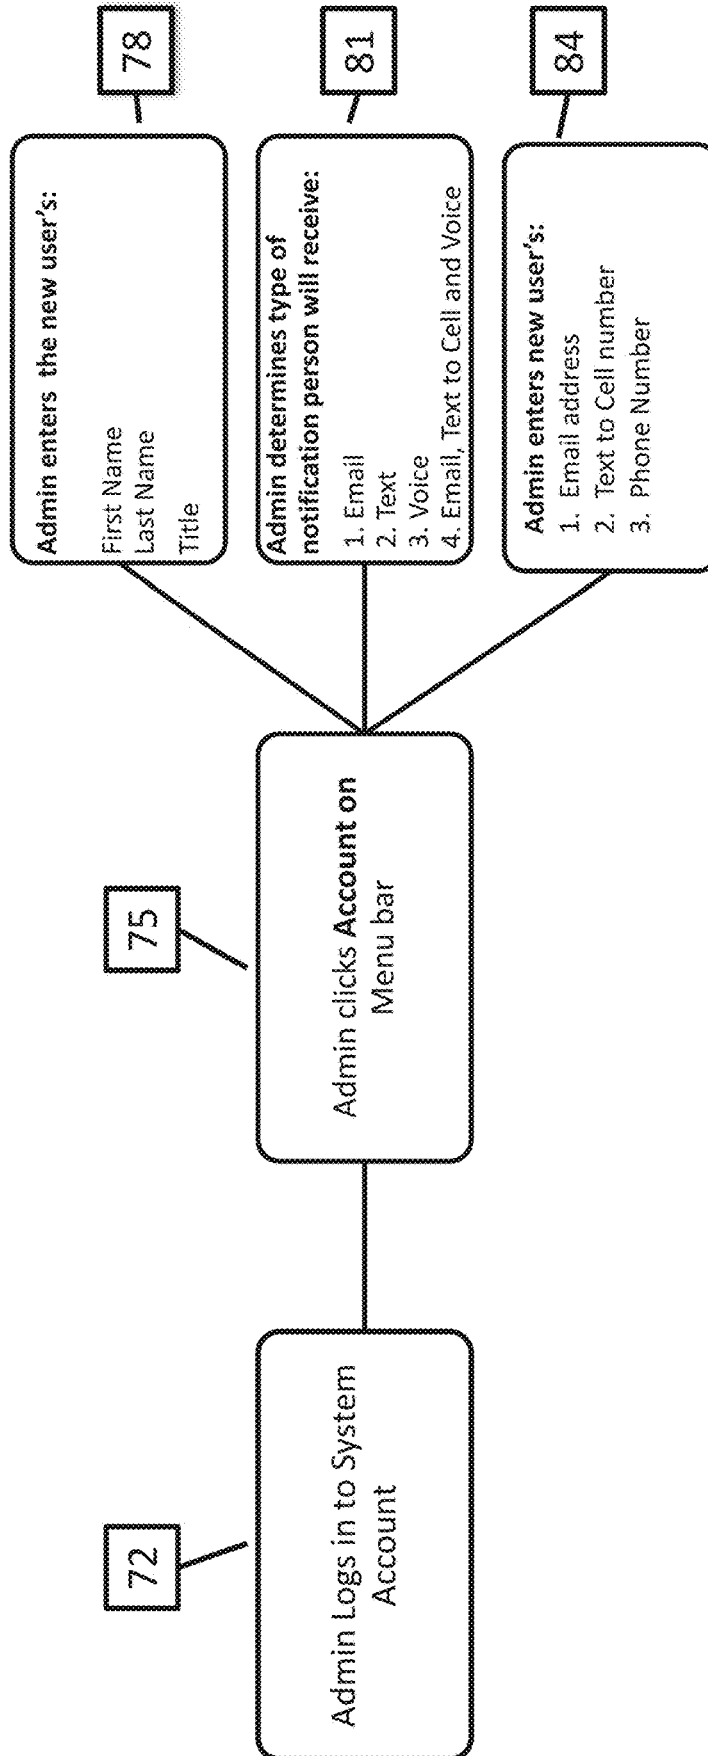 72
Admin Logs in to System
Account
75
Admin clicks Account on
Menu bar
78
Admin enters the new user's:
First Name
Last Name
Title
81
Admin determines type of
notification person will receive:
1. Email
2. Text
3. Voice
4. Email, Text to Cell and Voice
84
Admin enters new user's:
1. Email address
2. Text to Cell number
3. Phone Number